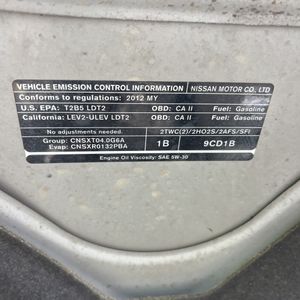 VEHICLE EMISSION CONTROL INFORMATION NISSAN MOTOR CO., LTD
Conforms to regulations: 2012 MY
U.S. EPA: T2B5 LDT2 OBD: CA II Fuel: Gasoline
California: LEV2-ULEV LDT2 OBD: CA II Fuel: Gasoline
No adjustments needed. 2TWC(2)/2HO2S/2AFS/SFI
Group: CNSXT04.0G6A
Evap: CNSXR0132PBA 1B 9CD1B
Engine Oil Viscosity: SAE 5W-30